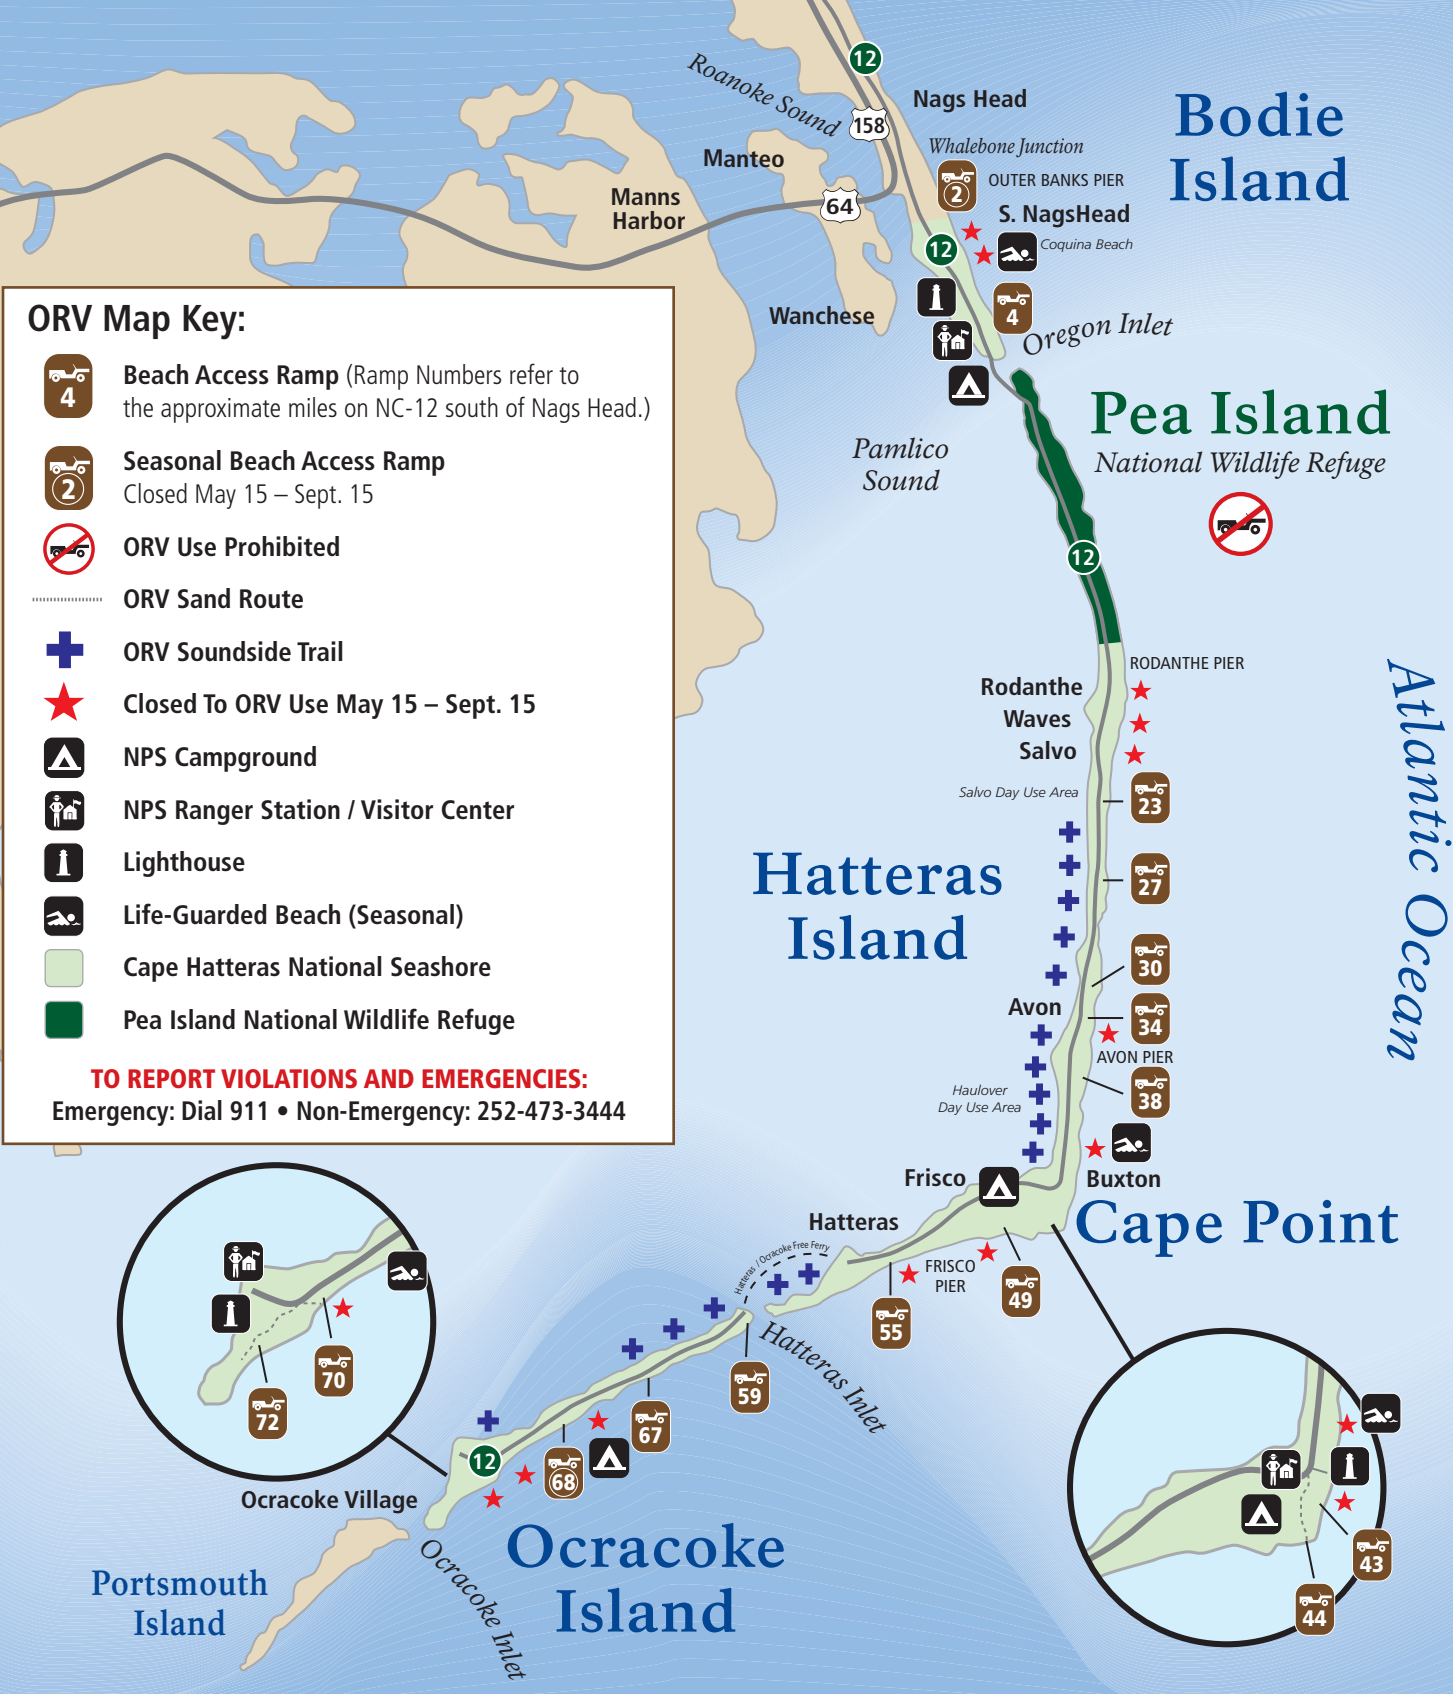 12
Roanoke Sound
158
Nags Head
Bodie
Island
Whalebone Junction
Manteo
2
OUTER BANKS PIER
Manns
Harbor
64
S. NagsHead
12
Coquina Beach
Wanchese
4
Oregon Inlet
ORV Map Key:
4
Beach Access Ramp (Ramp Numbers refer to
the approximate miles on NC-12 south of Nags Head.)
2
Seasonal Beach Access Ramp
Closed May 15 – Sept. 15
ORV Use Prohibited
ORV Sand Route
ORV Soundside Trail
Closed To ORV Use May 15 – Sept. 15
NPS Campground
NPS Ranger Station / Visitor Center
Lighthouse
Life-Guarded Beach (Seasonal)
Cape Hatteras National Seashore
Pea Island National Wildlife Refuge
TO REPORT VIOLATIONS AND EMERGENCIES:
Emergency: Dial 911 • Non-Emergency: 252-473-3444
Pea Island
National Wildlife Refuge
Pamlico
Sound
12
RODANTHE PIER
Rodanthe
Waves
Salvo
Atlantic Ocean
Salvo Day Use Area
23
Hatteras
Island
27
30
Avon
34
AVON PIER
Haulover
Day Use Area
38
Frisco
Buxton
Cape Point
Hatteras
Hatteras / Ocracoke Free Ferry
FRISCO
PIER
49
55
Hatteras Inlet
59
70
72
67
68
12
Ocracoke Village
Ocracoke
Island
Ocracoke Inlet
Portsmouth
Island
43
44